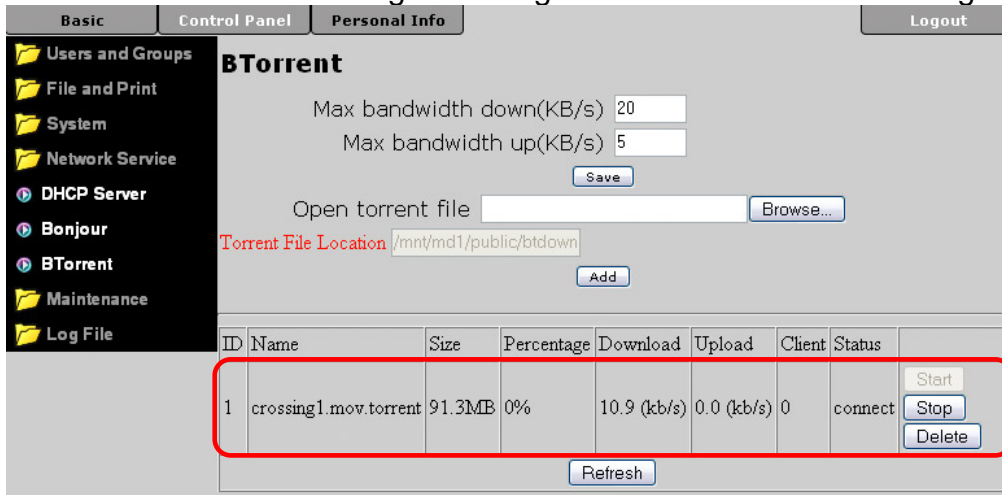 Basic
Control Panel
Personal Info
Logout
Users and Groups
File and Print
System
Network Service
DHCP Server
Bonjour
BTorrent
Maintenance
Log File
BTorrent
Max bandwidth down(KB/s) 20
Max bandwidth up(KB/s) 5
Save
Open torrent file Browse...
Torrent File Location /mnt/md1/public/btdown
Add
ID Name Size Percentage Download Upload Client Status
1 crossing1.mov.torrent 91.3MB 0% 10.9 (kb/s) 0.0 (kb/s) 0 connect
Start
Stop
Delete
Refresh